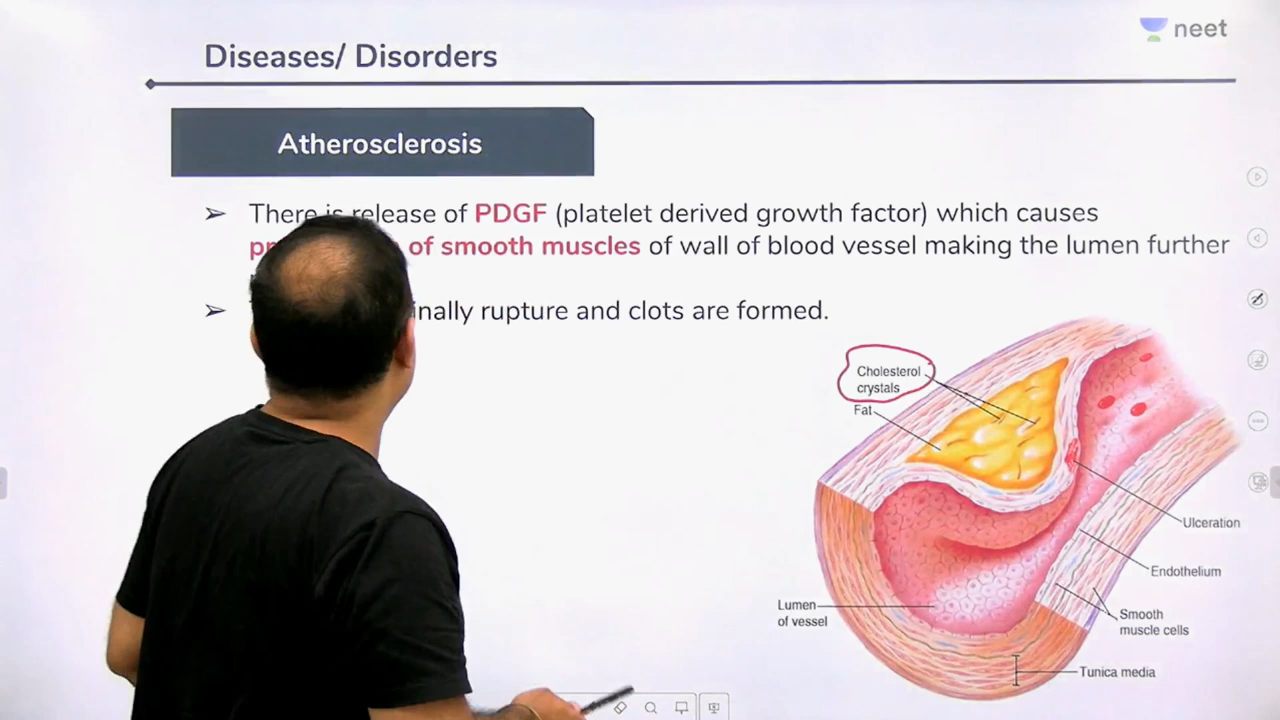 neet
Diseases/ Disorders
Atherosclerosis
There is release of PDGF (platelet derived growth factor) which causes
of smooth muscles of wall of blood vessel making the lumen further
rupture and clots are formed.
Cholesterol
crystals
Fat
Ulceration
Endothelium
Lumen
of vessel
Smooth
muscle cells
Tunica media